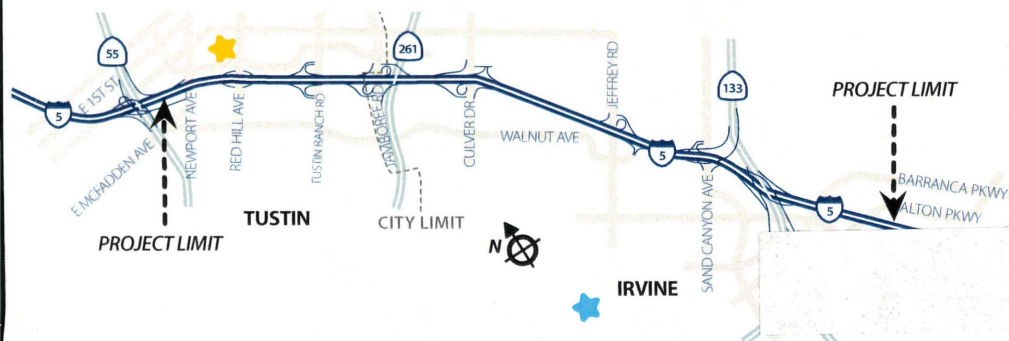 55
261
133
5
5
5
E 1ST ST
E MCFADDEN AVE
NEWPORT AVE
RED HILL AVE
TUSTIN RANCH RD
JAMBOREE RD
CULVER DR
WALNUT AVE
JEFFREY RD
SAND CANYON AVE
PROJECT LIMIT
BARRANCA PKWY
ALTON PKWY
PROJECT LIMIT
TUSTIN
CITY LIMIT
N
IRVINE